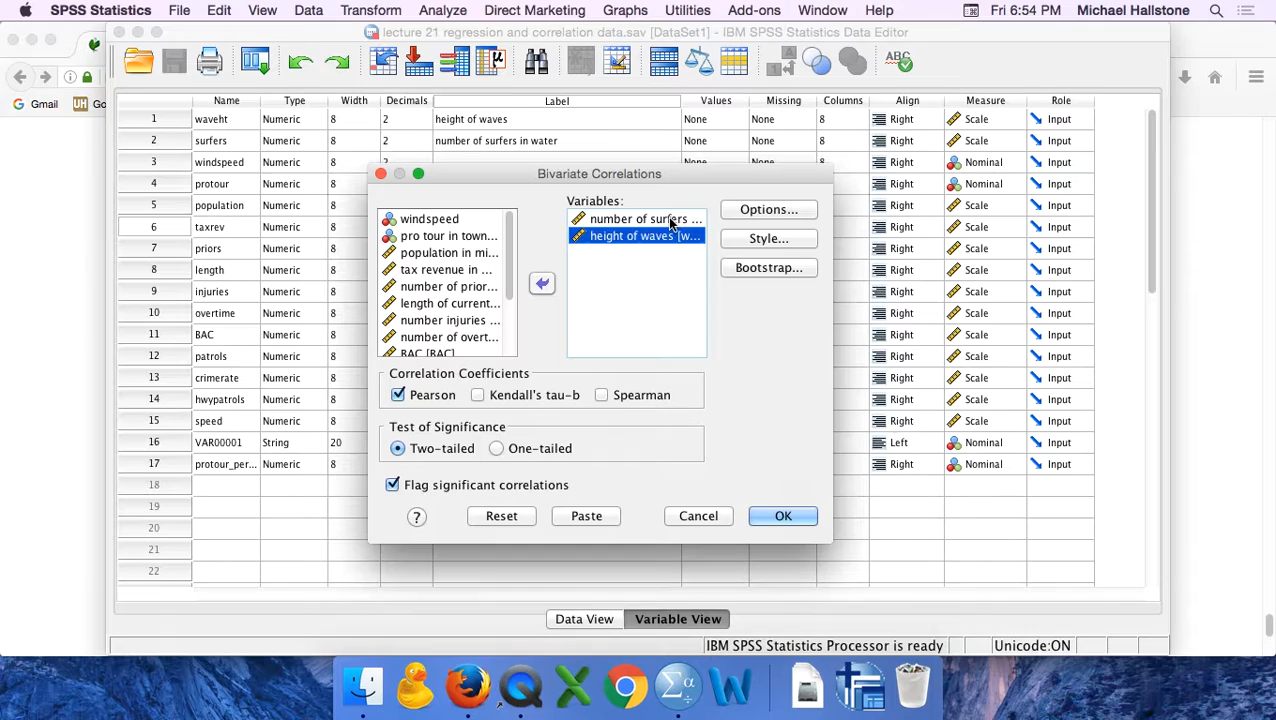 SPSS Statistics File Edit View Data Transform Analyze Direct Marketing Graphs Utilities Add-ons Window Help Fri 6:54 PM Michael Hallstone
lecture 21 regression and correlation data.sav [DataSet1] - IBM SPSS Statistics Data Editor
ABC
Gmail UH Go
Name Type Width Decimals Label Values Missing Columns Align Measure Role
1 waveht Numeric 8 2 height of waves None None 8 Right Scale Input
2 surfers Numeric 8 2 number of surfers in water None None 8 Right Scale Input
3 windspeed Numeric 8 2 Right Nominal Input
4 protour Numeric 8 Right Nominal Input
5 population Numeric 8 Right Scale Input
6 taxrev Numeric 8 Right Scale Input
7 priors Numeric 8 Right Scale Input
8 length Numeric 8 Right Scale Input
9 injuries Numeric 8 Right Scale Input
10 overtime Numeric 8 Right Scale Input
11 BAC Numeric 8 Right Scale Input
12 patrols Numeric 8 Right Scale Input
13 crimerate Numeric 8 Right Scale Input
14 hwypatrols Numeric 8 Right Scale Input
15 speed Numeric 8 Right Scale Input
16 VAR00001 String 20 Left Nominal Input
17 protour_per... Numeric 8 Right Nominal Input
18
19
20
21
22
Bivariate Correlations
Variables:
windspeed
pro tour in town...
population in mi...
tax revenue in ...
number of prior...
length of current...
number injuries ...
number of overt...
BAC [BAC]
number of surfers ...
height of waves [w...
Options...
Style...
Bootstrap...
Correlation Coefficients
Pearson Kendall's tau-b Spearman
Test of Significance
Two-tailed One-tailed
Flag significant correlations
? Reset Paste Cancel OK
Data View Variable View
IBM SPSS Statistics Processor is ready Unicode:ON